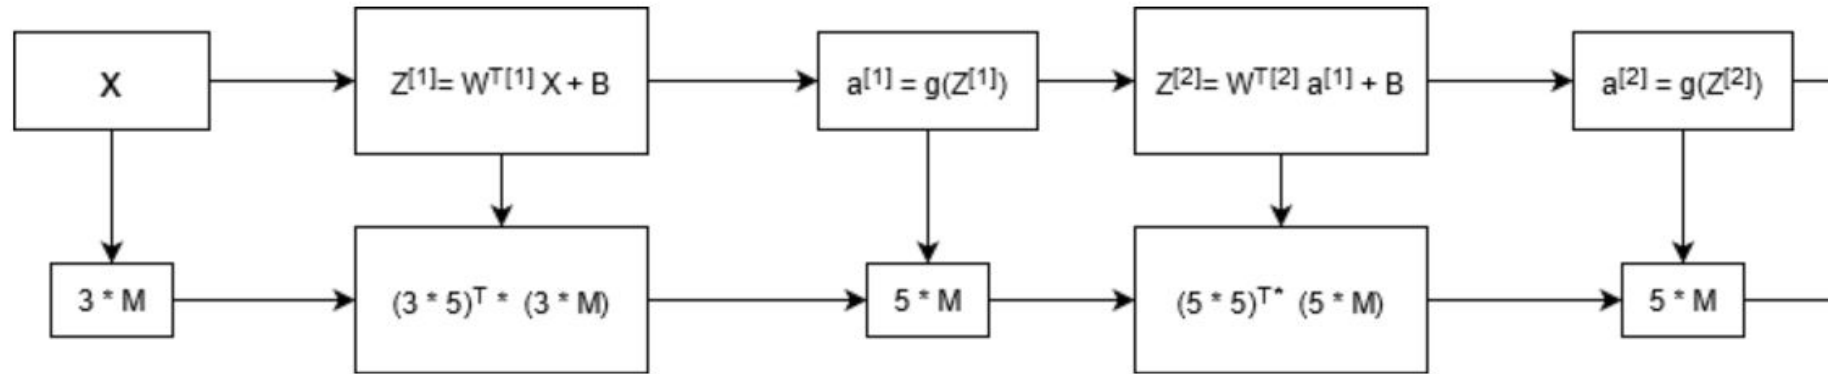 X
Z[1]= WT[1] X + B
a[1] = g(Z[1])
Z[2]= WT[2] a[1] + B
a[2] = g(Z[2])
3 * M
(3 * 5)T * (3 * M)
5 * M
(5 * 5)T* (5 * M)
5 * M